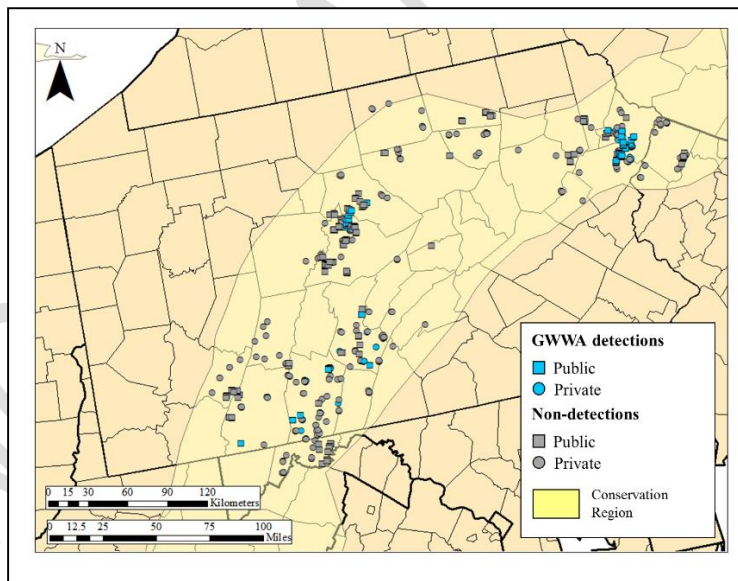 N
GWWA detections
Public
Private
Non-detections
Public
Private
Conservation
Region
0 15 30 60 90 120
Kilometers
0 12.5 25 50 75 100
Miles